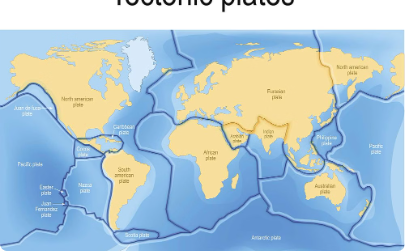 Tectonic plates
North american
plate
Eurasian
plate
North american
plate
Juan de fuca
plate
Caribbean
plate
Cocos
plate
Arabian
plate
Indian
plate
Philippine
plate
Pacific plate
African
plate
Pacific
plate
South
american
plate
Easter
plate
Nazca
plate
Australian
plate
Juan
Fernandez
plate
Scotia plate
Antarctic plate